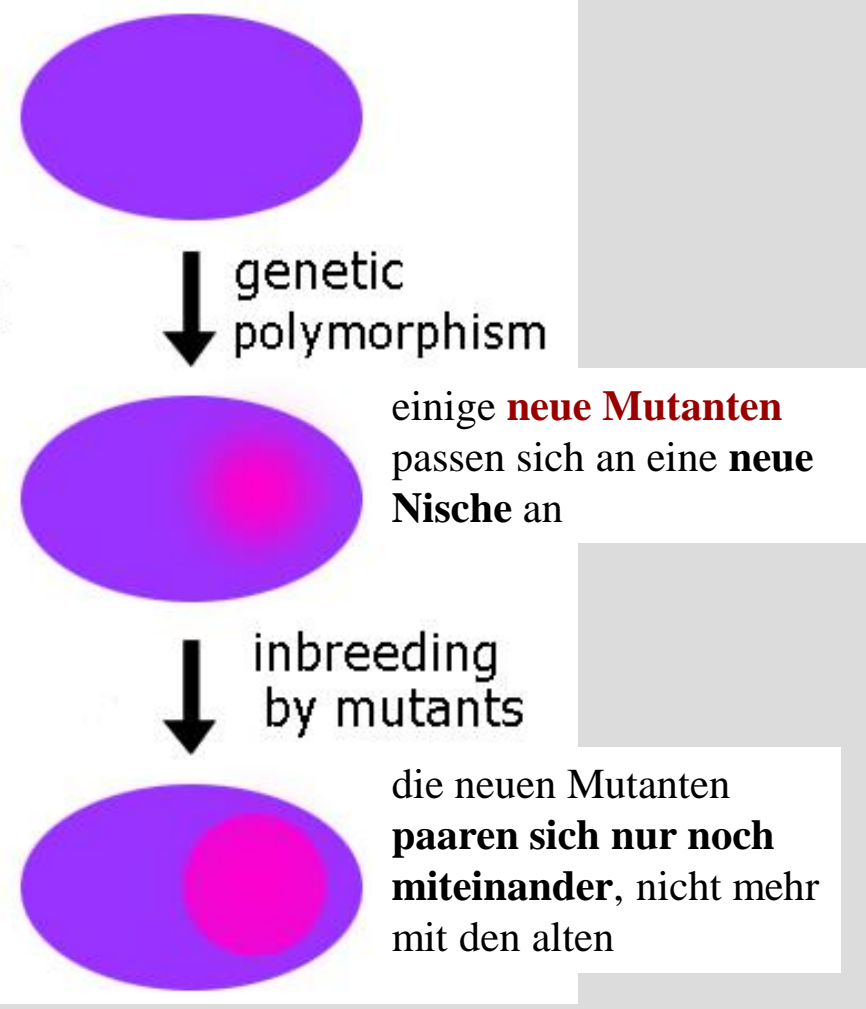 genetic
polymorphism
einige neue Mutanten
passen sich an eine neue
Nische an
inbreeding
by mutants
die neuen Mutanten
paaren sich nur noch
miteinander, nicht mehr
mit den alten